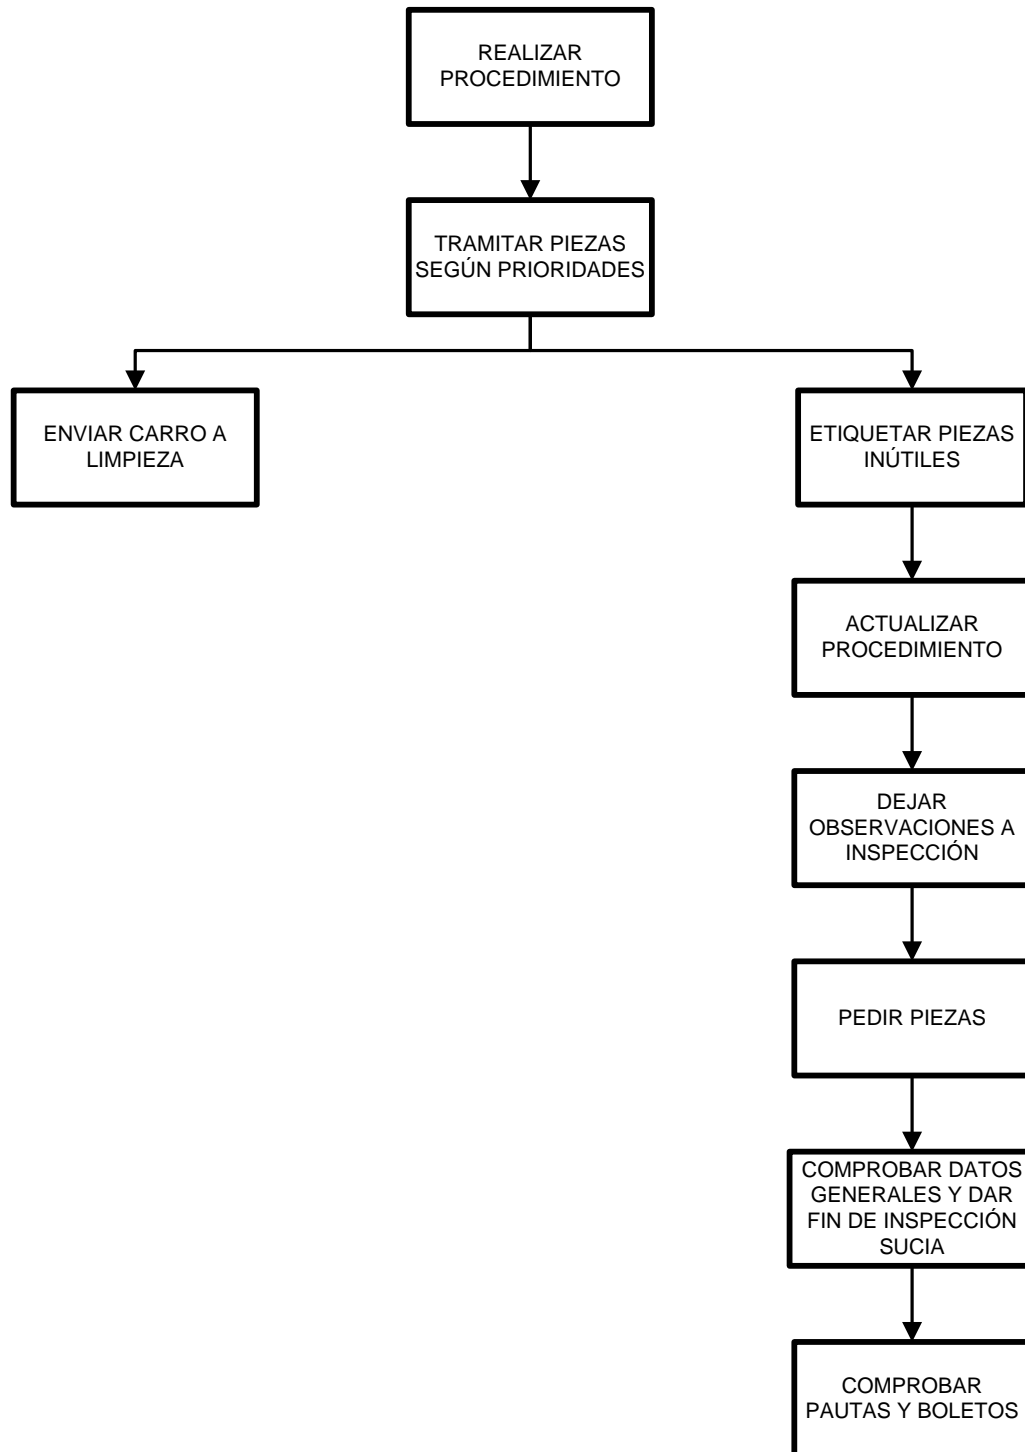 REALIZAR
PROCEDIMIENTO
TRAMITAR PIEZAS
SEGÚN PRIORIDADES
ENVIAR CARRO A
LIMPIEZA
ETIQUETAR PIEZAS
INÚTILES
ACTUALIZAR
PROCEDIMIENTO
DEJAR
OBSERVACIONES A
INSPECCIÓN
PEDIR PIEZAS
COMPROBAR DATOS
GENERALES Y DAR
FIN DE INSPECCIÓN
SUCIA
COMPROBAR
PAUTAS Y BOLETOS